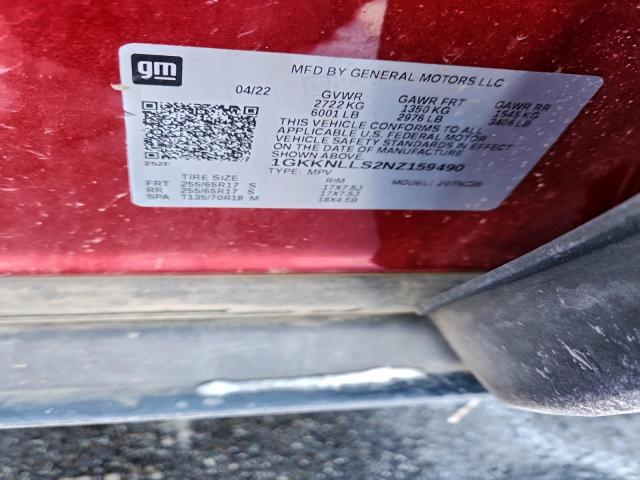 gm
MFD BY GENERAL MOTORS LLC
04/22 GVWR GAWR FRT GAWR RR
2722 KG 1350 KG 1545 KG
6001 LB 2976 LB 3406 LB
THIS VEHICLE CONFORMS TO ALL
APPLICABLE U.S. FEDERAL MOTOR
VEHICLE SAFETY STANDARDS IN
EFFECT ON THE DATE OF MANUFACTURE
SHOWN ABOVE.
1GKKNLLS2NZ159490
252F
TYPE: MPV MODEL:
TIRE SIZE RIM
FRT 255/65R17 S 17X7.5J
RR 255/65R17 S 17X7.5J
SPA T135/70R18 M 18X4.5B